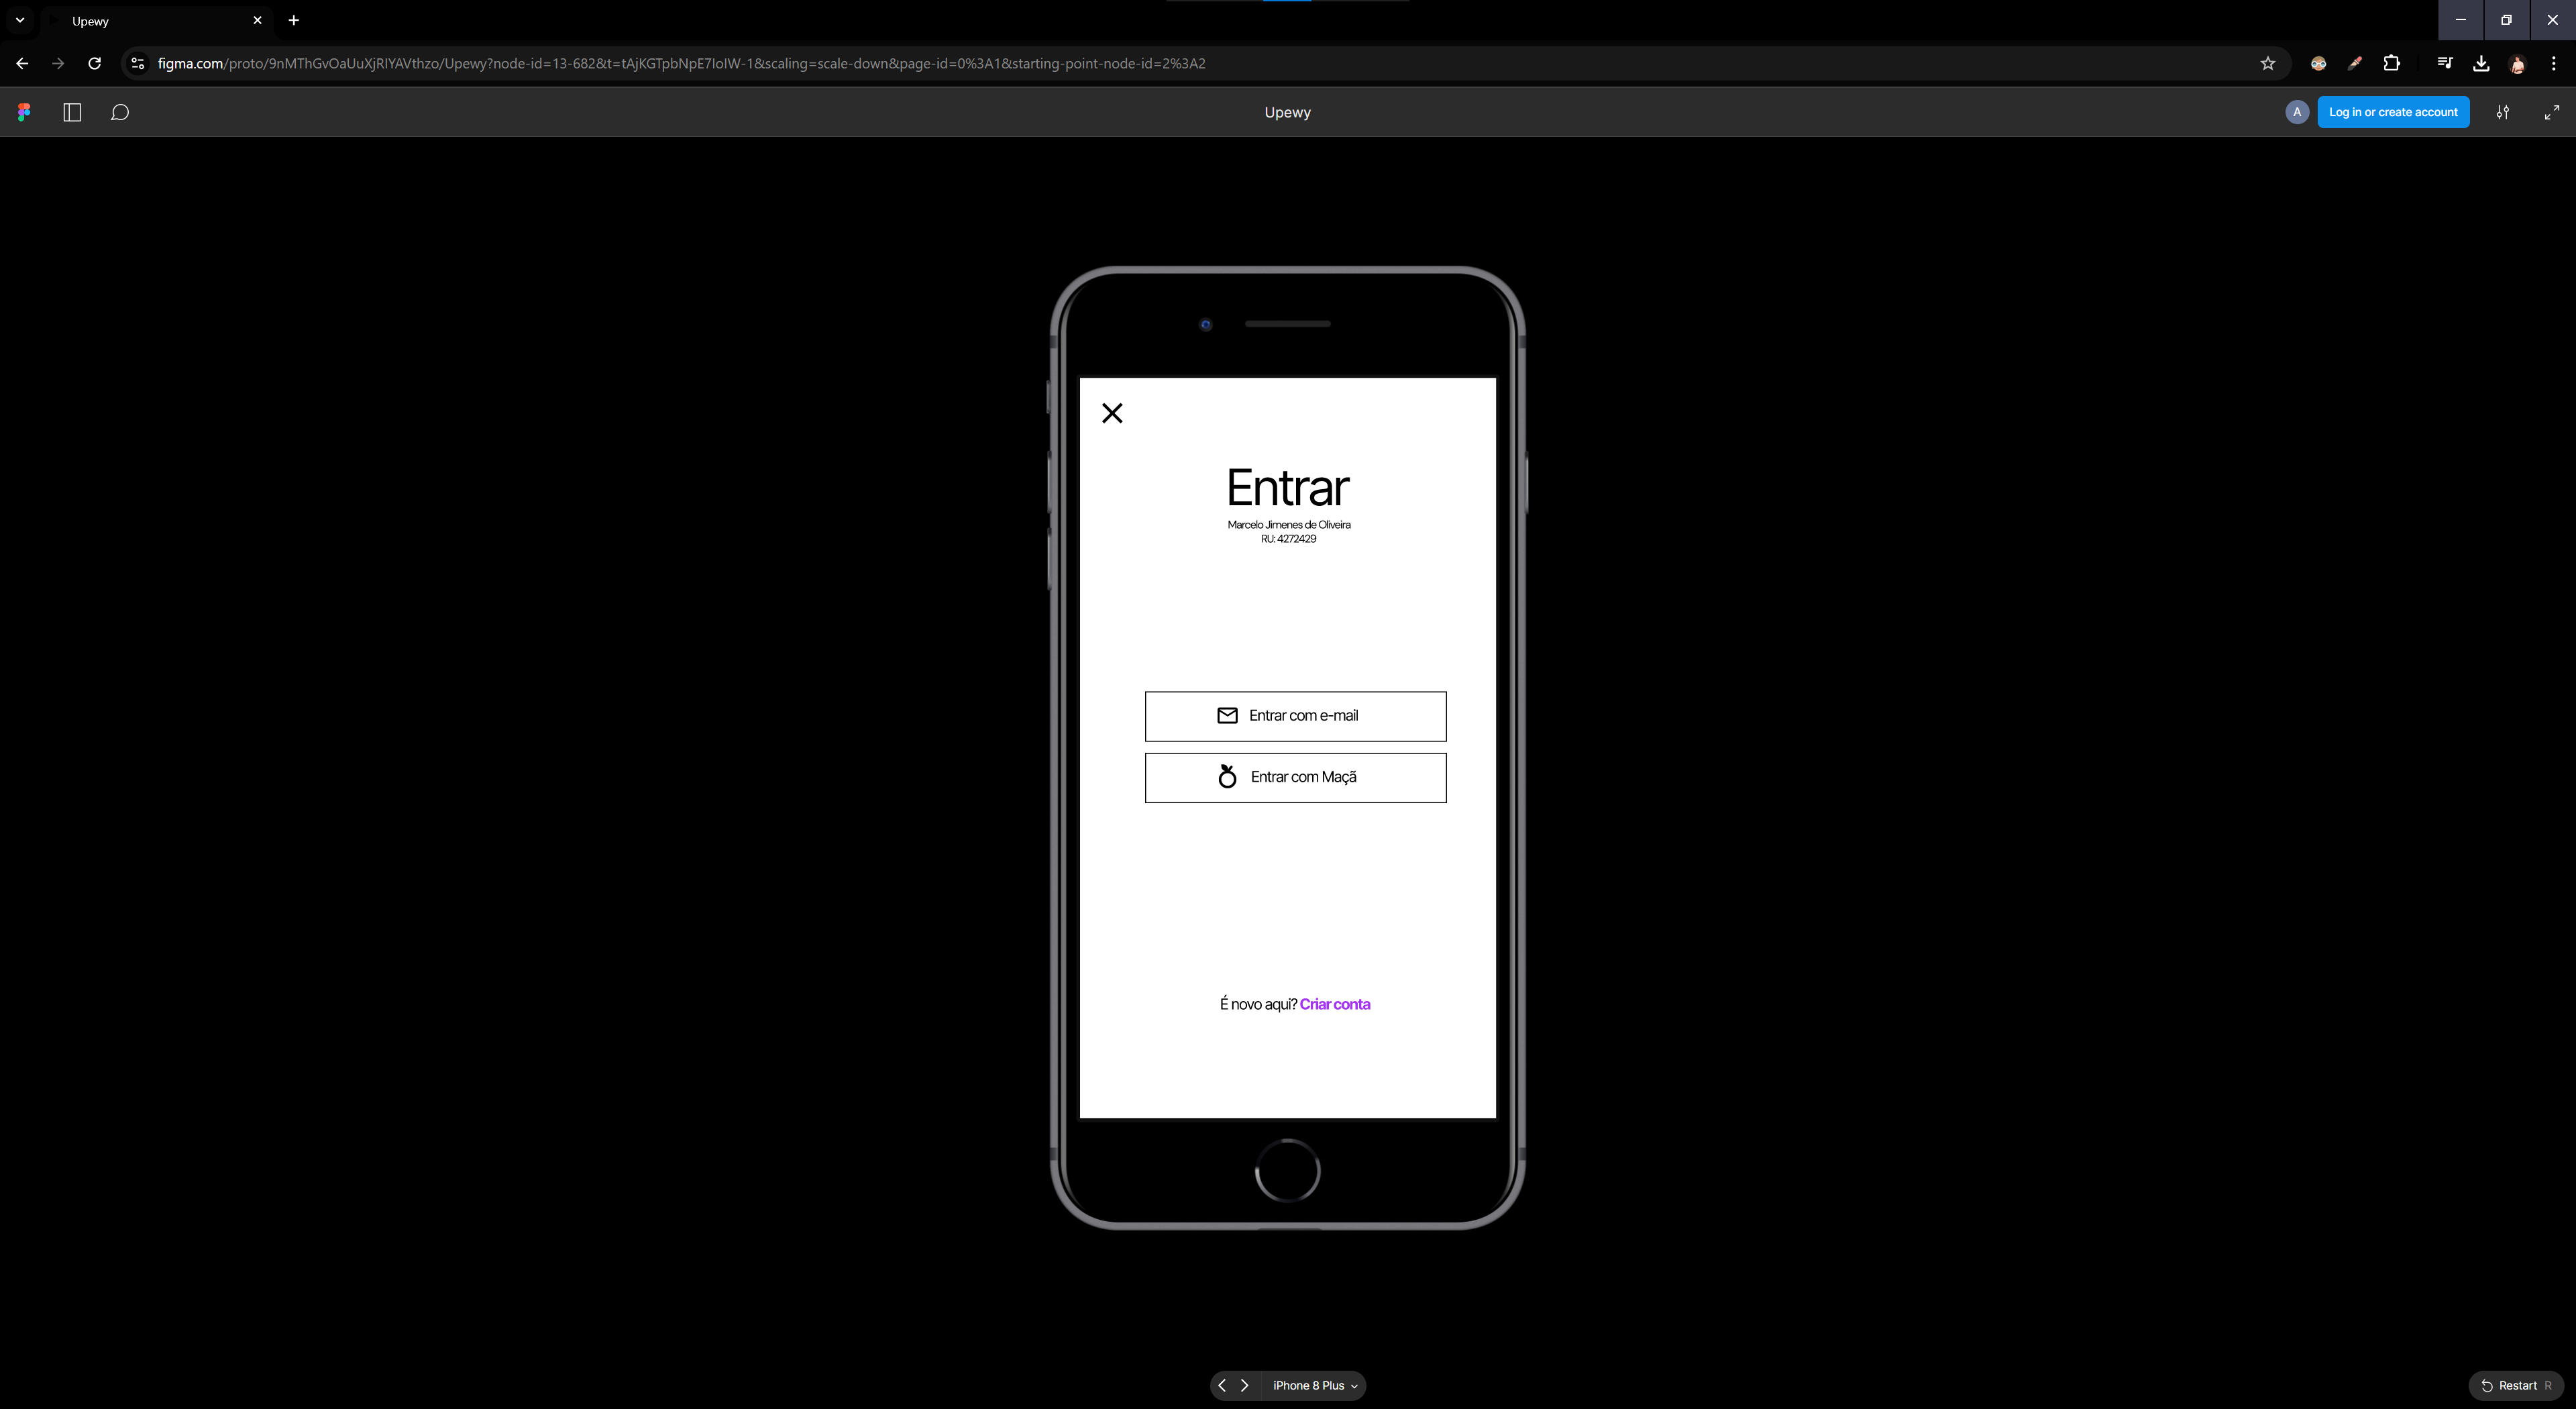 Upewy
figma.com/proto/9nMThGvOaUuXjRlYAVthzo/Upewy?node-id=13-682&t=tAjKGTpbNpE7IoIW-1&scaling=scale-down&page-id=0%3A1&starting-point-node-id=2%3A2
Upewy
A
Log in or create account
Entrar
Marcelo Jimenes de Oliveira
RU: 4272429
Entrar com e-mail
Entrar com Maçã
É novo aqui? Criar conta
iPhone 8 Plus
Restart R